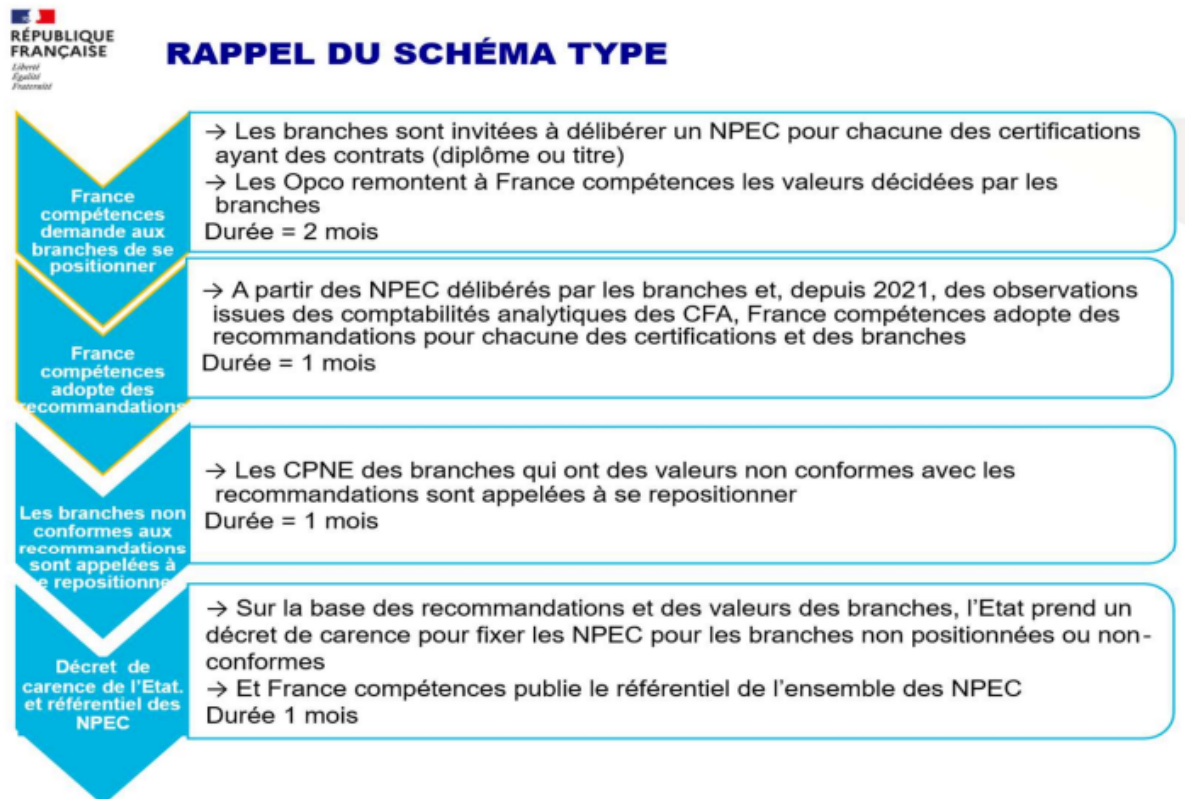 RÉPUBLIQUE
FRANÇAISE
Liberté
Égalité
Fraternité
RAPPEL DU SCHÉMA TYPE
France
compétences
demande aux
branches de se
positionner
→ Les branches sont invitées à délibérer un NPEC pour chacune des certifications
ayant des contrats (diplôme ou titre)
→ Les Opco remontent à France compétences les valeurs décidées par les
branches
Durée = 2 mois
France
compétences
adopte des
recommandations
→ A partir des NPEC délibérés par les branches et, depuis 2021, des observations
issues des comptabilités analytiques des CFA, France compétences adopte des
recommandations pour chacune des certifications et des branches
Durée = 1 mois
Les branches non
conformes aux
recommandations
sont appelées à
e repositionne
→ Les CPNE des branches qui ont des valeurs non conformes avec les
recommandations sont appelées à se repositionner
Durée = 1 mois
Décret de
carence de l'Etat.
et référentiel des
NPEC
→ Sur la base des recommandations et des valeurs des branches, l'Etat prend un
décret de carence pour fixer les NPEC pour les branches non positionnées ou non-
conformes
→ Et France compétences publie le référentiel de l'ensemble des NPEC
Durée 1 mois